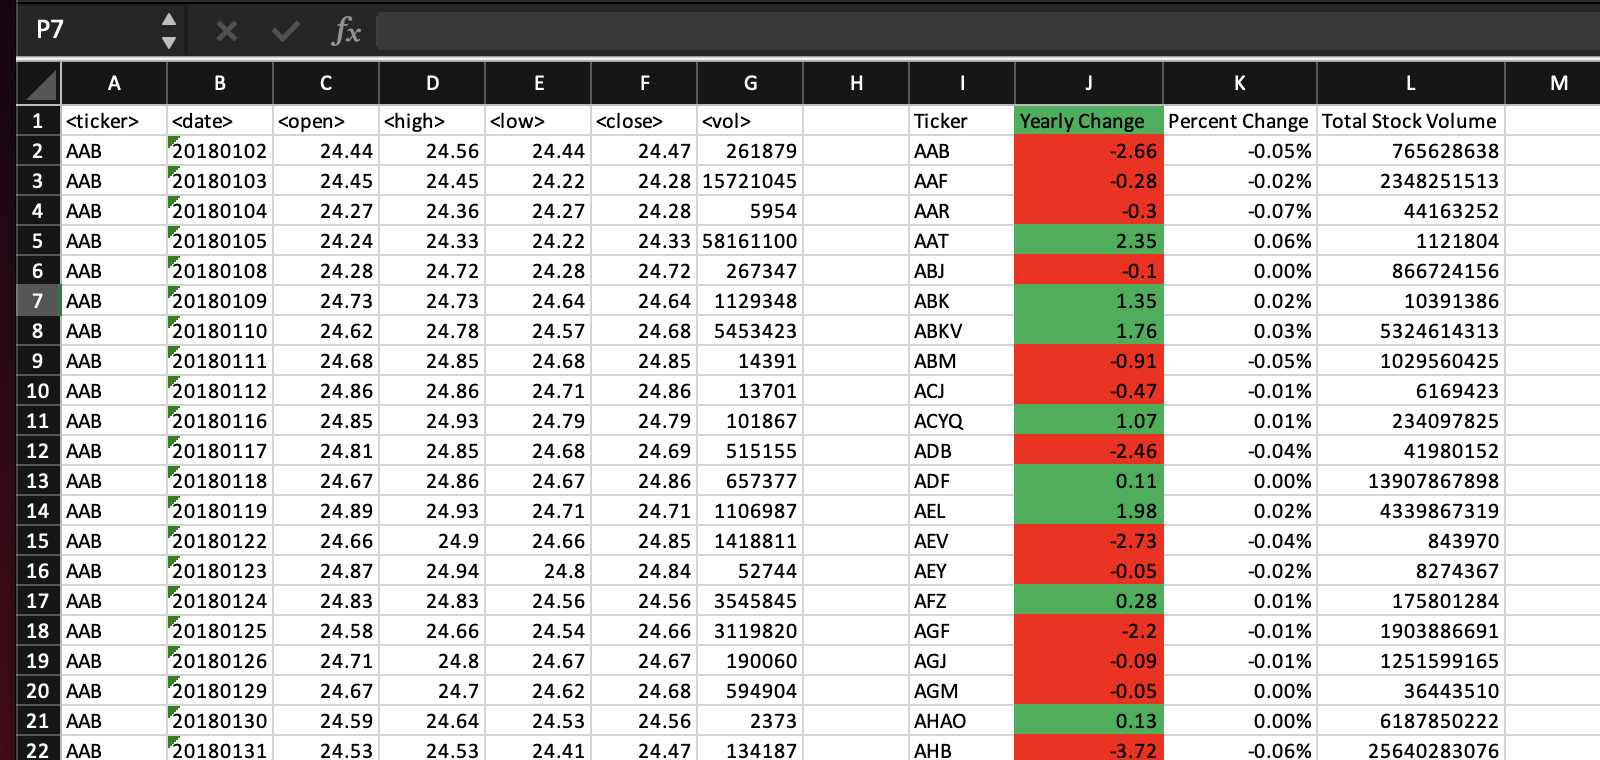 P7 fx
A B C D E F G H I J K L M
1 <ticker> <date> <open> <high> <low> <close> <vol> Ticker Yearly Change Percent Change Total Stock Volume
2 AAB 20180102 24.44 24.56 24.44 24.47 261879 AAB -2.66 -0.05% 765628638
3 AAB 20180103 24.45 24.45 24.22 24.28 15721045 AAF -0.28 -0.02% 2348251513
4 AAB 20180104 24.27 24.36 24.27 24.28 5954 AAR -0.3 -0.07% 44163252
5 AAB 20180105 24.24 24.33 24.22 24.33 58161100 AAT 2.35 0.06% 1121804
6 AAB 20180108 24.28 24.72 24.28 24.72 267347 ABJ -0.1 0.00% 866724156
7 AAB 20180109 24.73 24.73 24.64 24.64 1129348 ABK 1.35 0.02% 10391386
8 AAB 20180110 24.62 24.78 24.57 24.68 5453423 ABKV 1.76 0.03% 5324614313
9 AAB 20180111 24.68 24.85 24.68 24.85 14391 ABM -0.91 -0.05% 1029560425
10 AAB 20180112 24.86 24.86 24.71 24.86 13701 ACJ -0.47 -0.01% 6169423
11 AAB 20180116 24.85 24.93 24.79 24.79 101867 ACYQ 1.07 0.01% 234097825
12 AAB 20180117 24.81 24.85 24.68 24.69 515155 ADB -2.46 -0.04% 41980152
13 AAB 20180118 24.67 24.86 24.67 24.86 657377 ADF 0.11 0.00% 13907867898
14 AAB 20180119 24.89 24.93 24.71 24.71 1106987 AEL 1.98 0.02% 4339867319
15 AAB 20180122 24.66 24.9 24.66 24.85 1418811 AEV -2.73 -0.04% 843970
16 AAB 20180123 24.87 24.94 24.8 24.84 52744 AEY -0.05 -0.02% 8274367
17 AAB 20180124 24.83 24.83 24.56 24.56 3545845 AFZ 0.28 0.01% 175801284
18 AAB 20180125 24.58 24.66 24.54 24.66 3119820 AGF -2.2 -0.01% 1903886691
19 AAB 20180126 24.71 24.8 24.67 24.67 190060 AGJ -0.09 -0.01% 1251599165
20 AAB 20180129 24.67 24.7 24.62 24.68 594904 AGM -0.05 0.00% 36443510
21 AAB 20180130 24.59 24.64 24.53 24.56 2373 AHAO 0.13 0.00% 6187850222
22 AAB 20180131 24.53 24.53 24.41 24.47 134187 AHB -3.72 -0.06% 25640283076